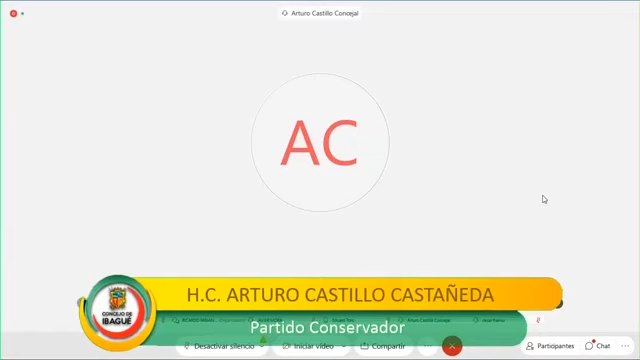 Arturo Castillo Concejal
AC
H.C. ARTURO CASTILLO CASTAÑEDA
CONCEJO DE
IBAGUÉ
Partido Conservador
Desactivar silencio
Iniciar vídeo
Compartir
Participantes
Chat